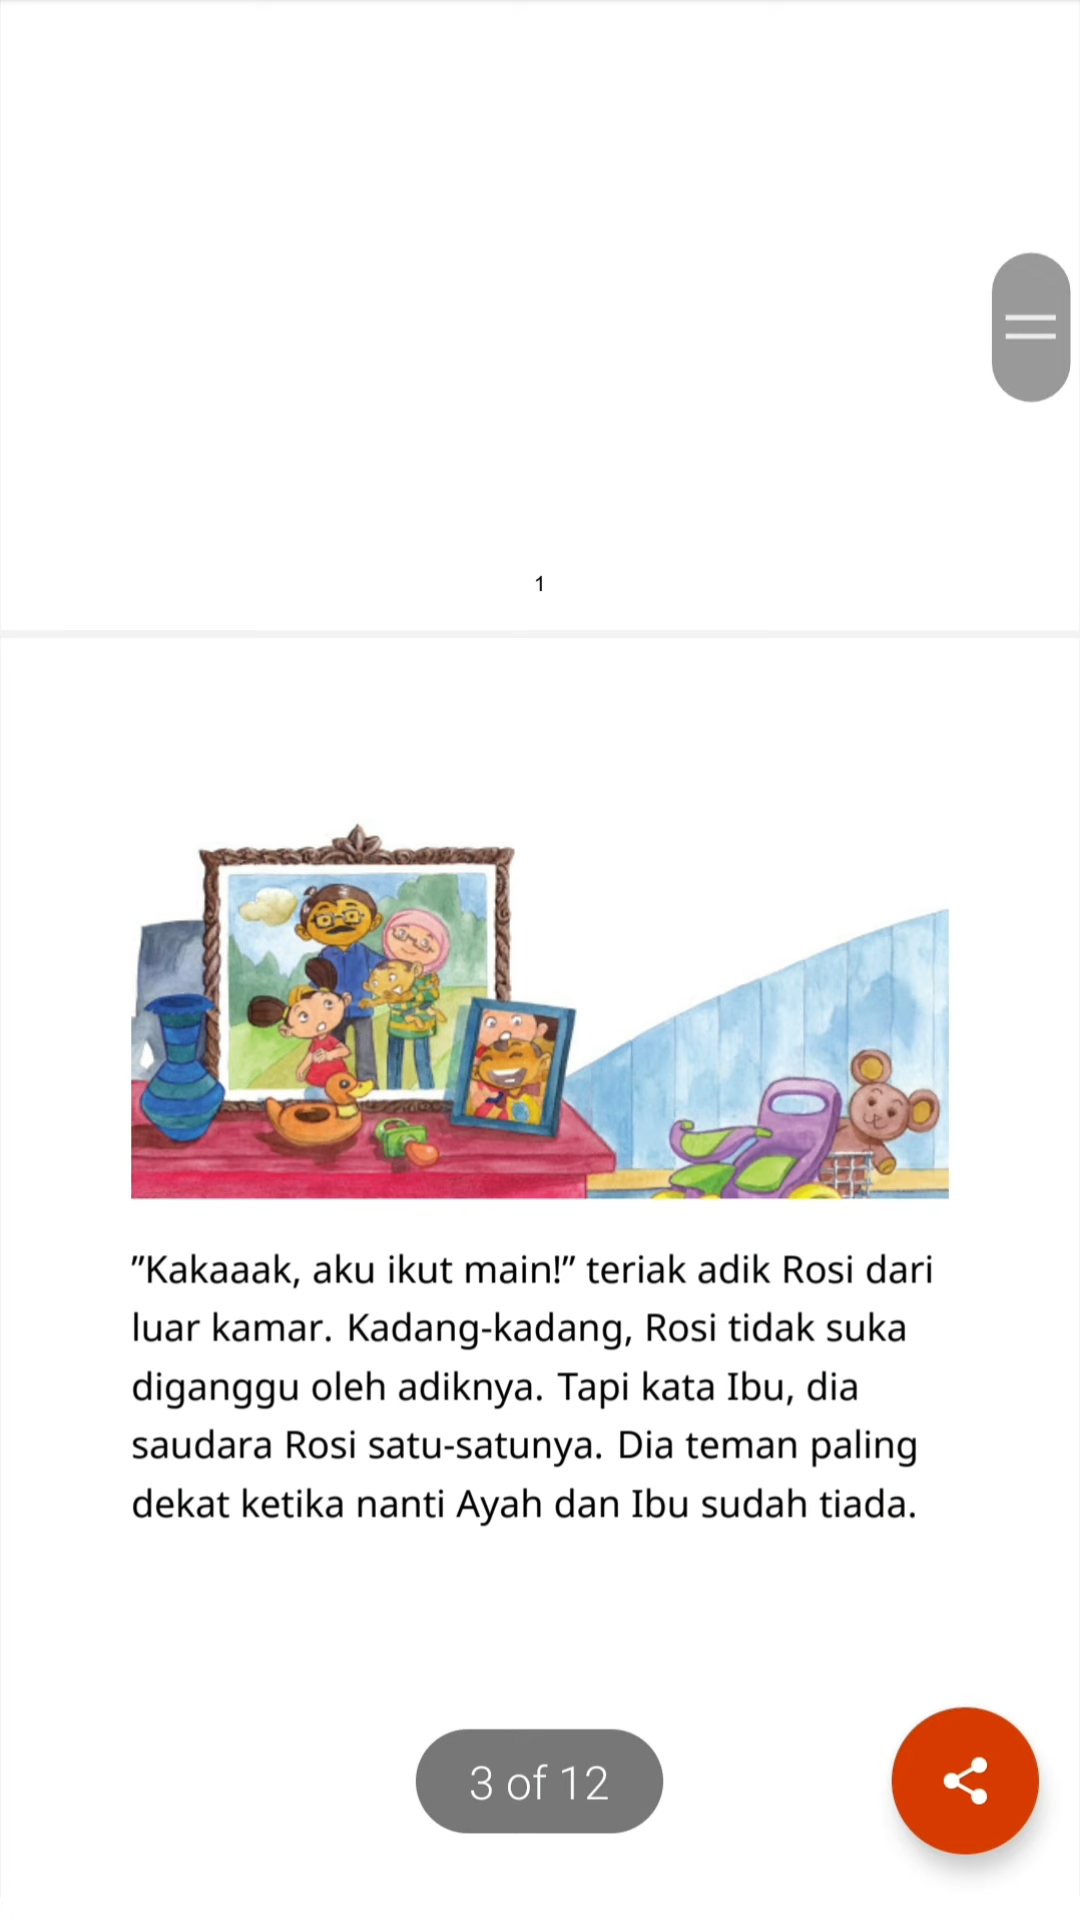 1
”Kakaaak, aku ikut main!” teriak adik Rosi dari
luar kamar. Kadang-kadang, Rosi tidak suka
diganggu oleh adiknya. Tapi kata Ibu, dia
saudara Rosi satu-satunya. Dia teman paling
dekat ketika nanti Ayah dan Ibu sudah tiada.
3 of 12